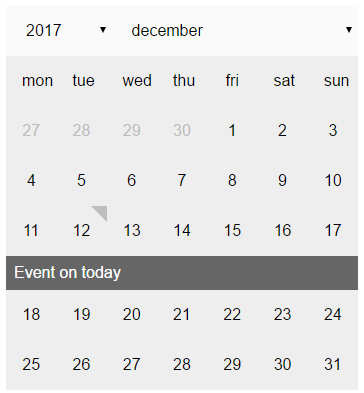 2017 december
mon tue wed thu fri sat sun
27 28 29 30 1 2 3
4 5 6 7 8 9 10
11 12 13 14 15 16 17
Event on today
18 19 20 21 22 23 24
25 26 27 28 29 30 31